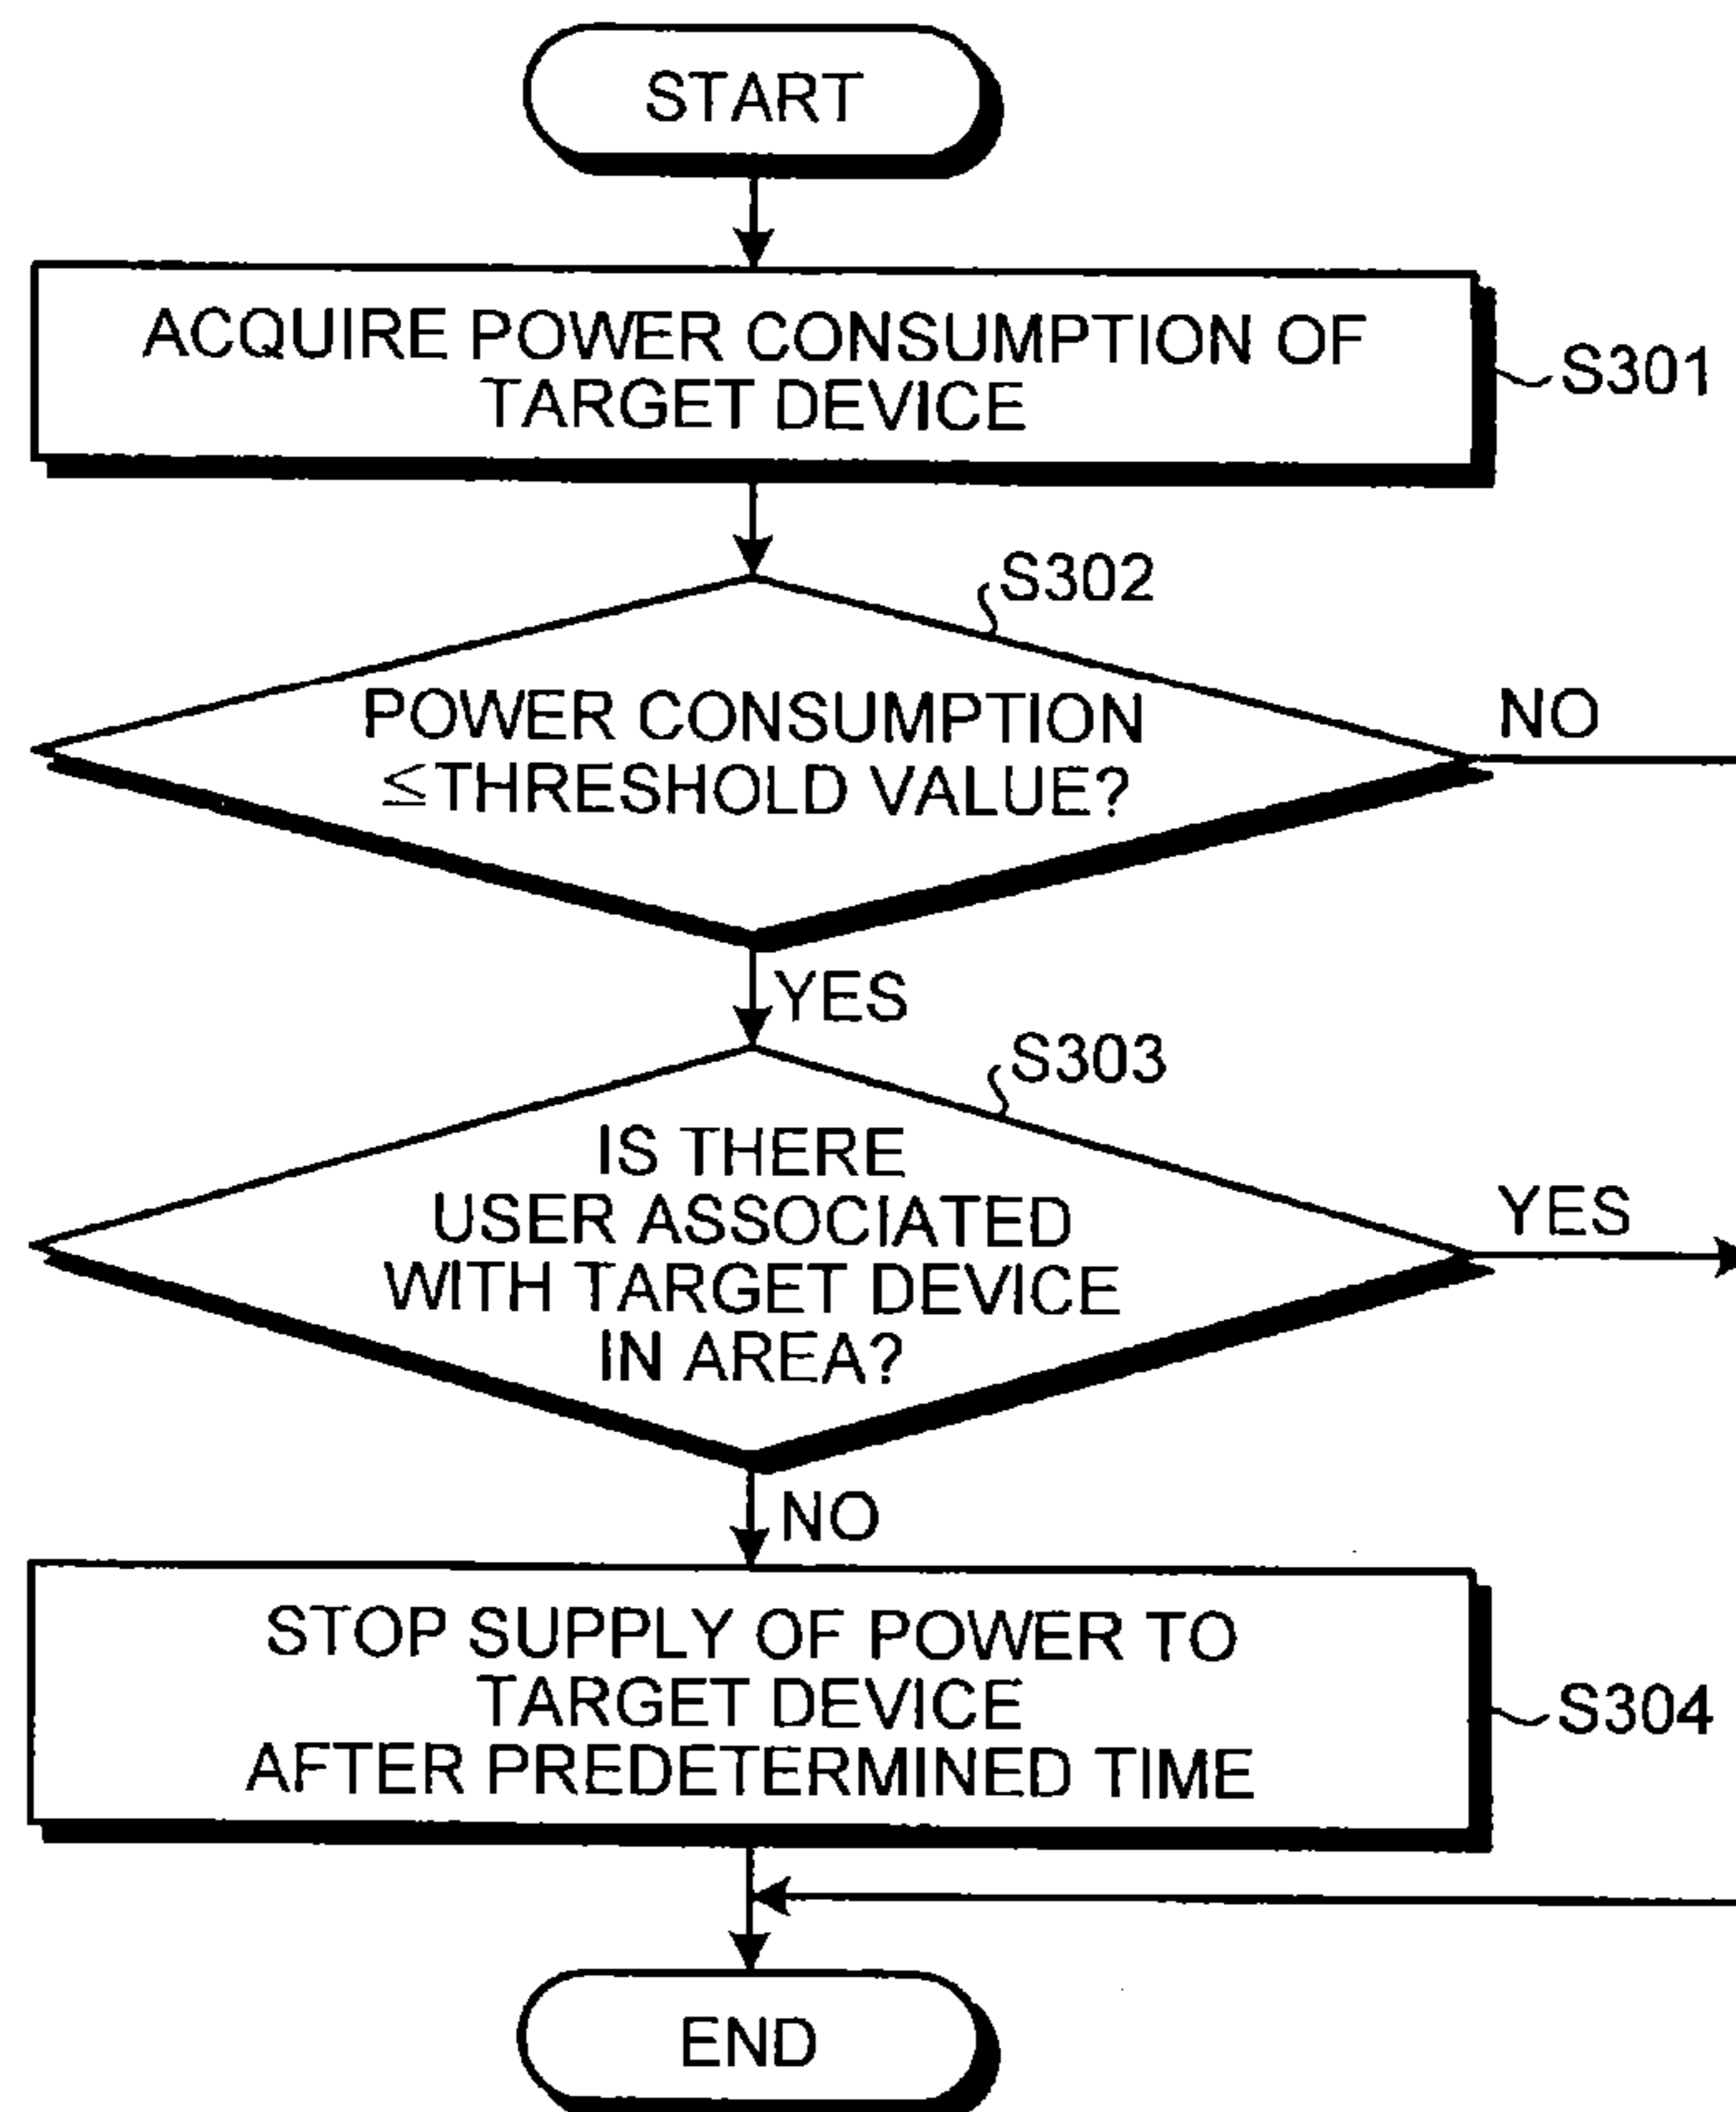 START
ACQUIRE POWER CONSUMPTION OF
TARGET DEVICE
S301
S302
POWER CONSUMPTION
≦THRESHOLD VALUE?
NO
YES
S303
IS THERE
USER ASSOCIATED
WITH TARGET DEVICE
IN AREA?
YES
NO
STOP SUPPLY OF POWER TO
TARGET DEVICE
AFTER PREDETERMINED TIME
S304
END